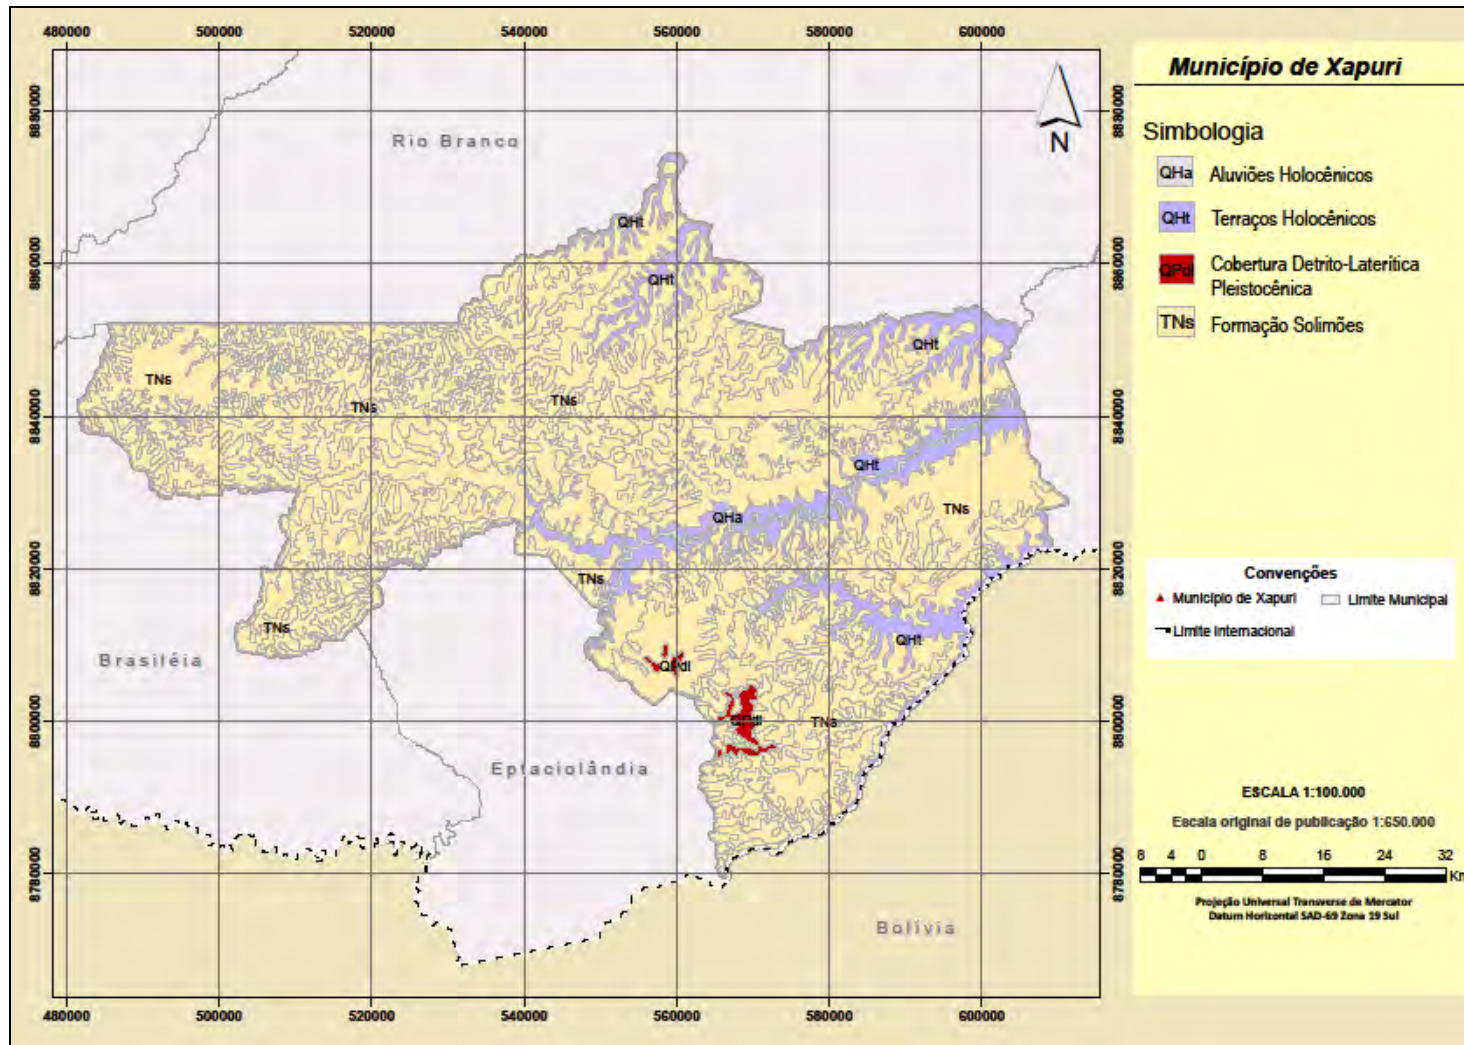 480000 500000 520000 540000 560000 580000 600000
Município de Xapuri
8880000
8880000
Rio Branco
N
Simbologia
QHa Aluviões Holocênicos
QHt Terraços Holocênicos
QPdl Cobertura Detrito-Laterítica
Pleistocênica
TNs Formação Solimões
QHt
8860000
8860000
QHt
QHt
TNs
TNs
TNs
8840000
8840000
QHt
TNs
QHa
8820000
8820000
TNs
TNs
QHt
Brasiléia
QPdl
8800000
QPdl
TNs
8800000
Eptaciolândia
8780000
8780000
Bolívia
Convenções
Município de Xapuri Limite Municipal
Limite Internacional
ESCALA 1:100.000
Escala original de publicação 1:650.000
8 4 0 8 16 24 32
Km
Projeção Universal Transverse de Mercator
Datum Horizontal SAD-69 Zona 19 Sul
480000 500000 520000 540000 560000 580000 600000